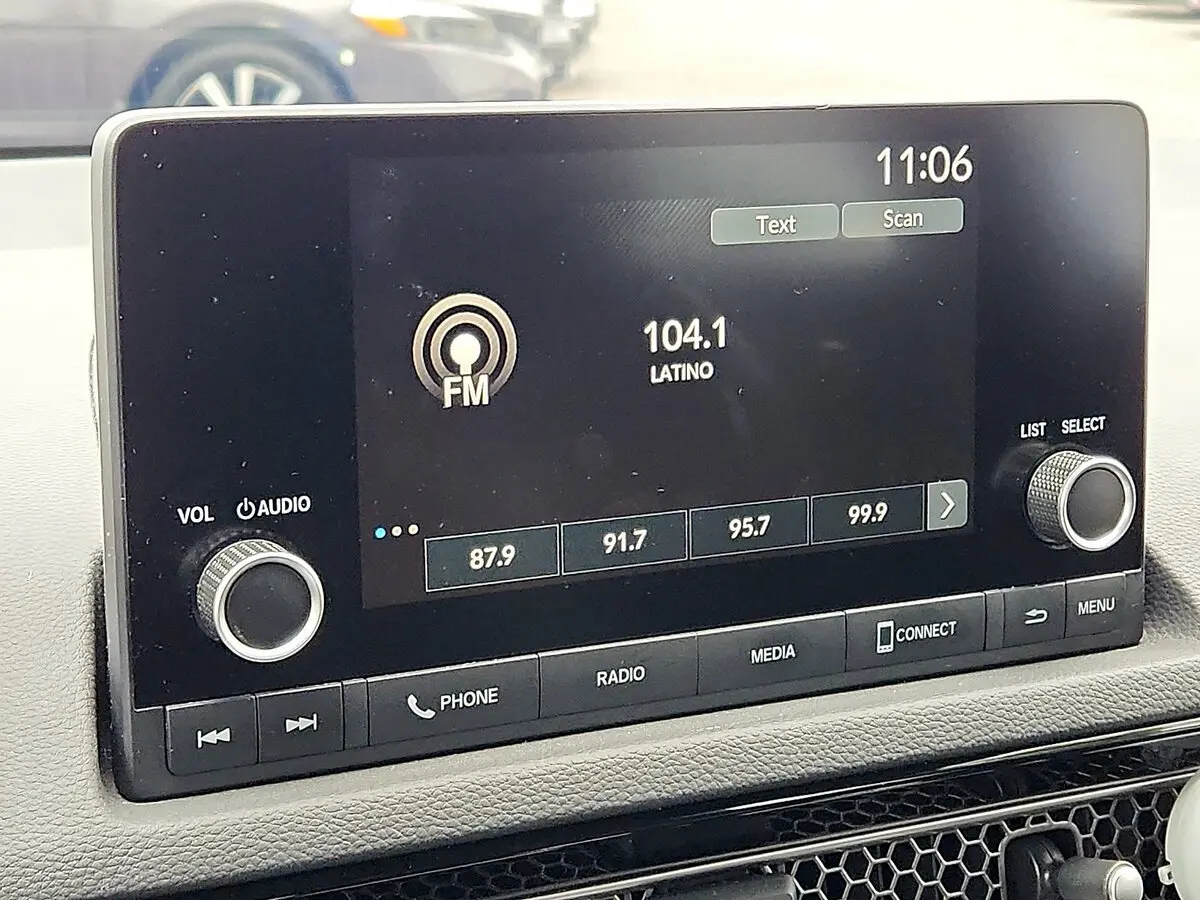 11:06
Text Scan
104.1
LATINO
FM
LIST SELECT
VOL AUDIO
87.9 91.7 95.7 99.9
PHONE RADIO MEDIA CONNECT MENU